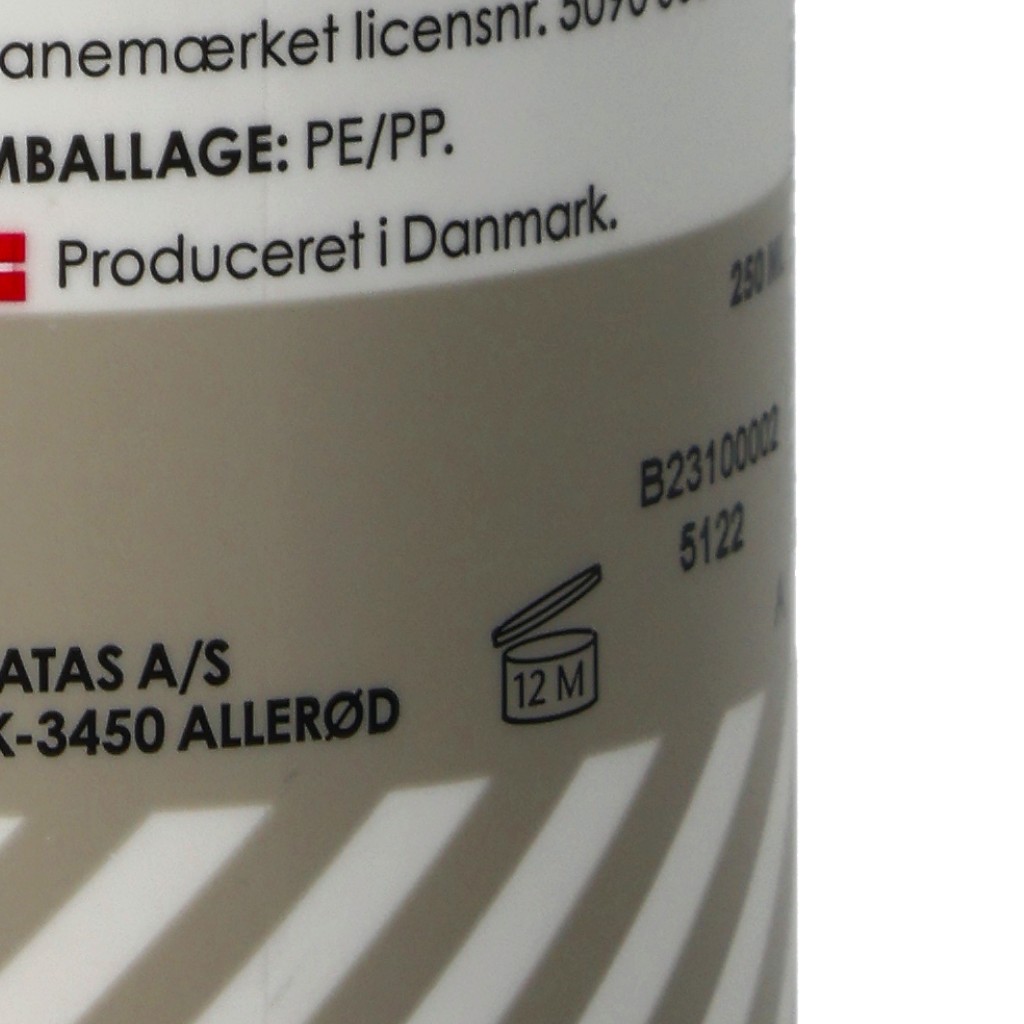 anemærket licensnr.
MBALLAGE: PE/PP.
Produceret i Danmark.
250 ML
B23100002
5122
12 M
ATAS A/S
K-3450 ALLERØD